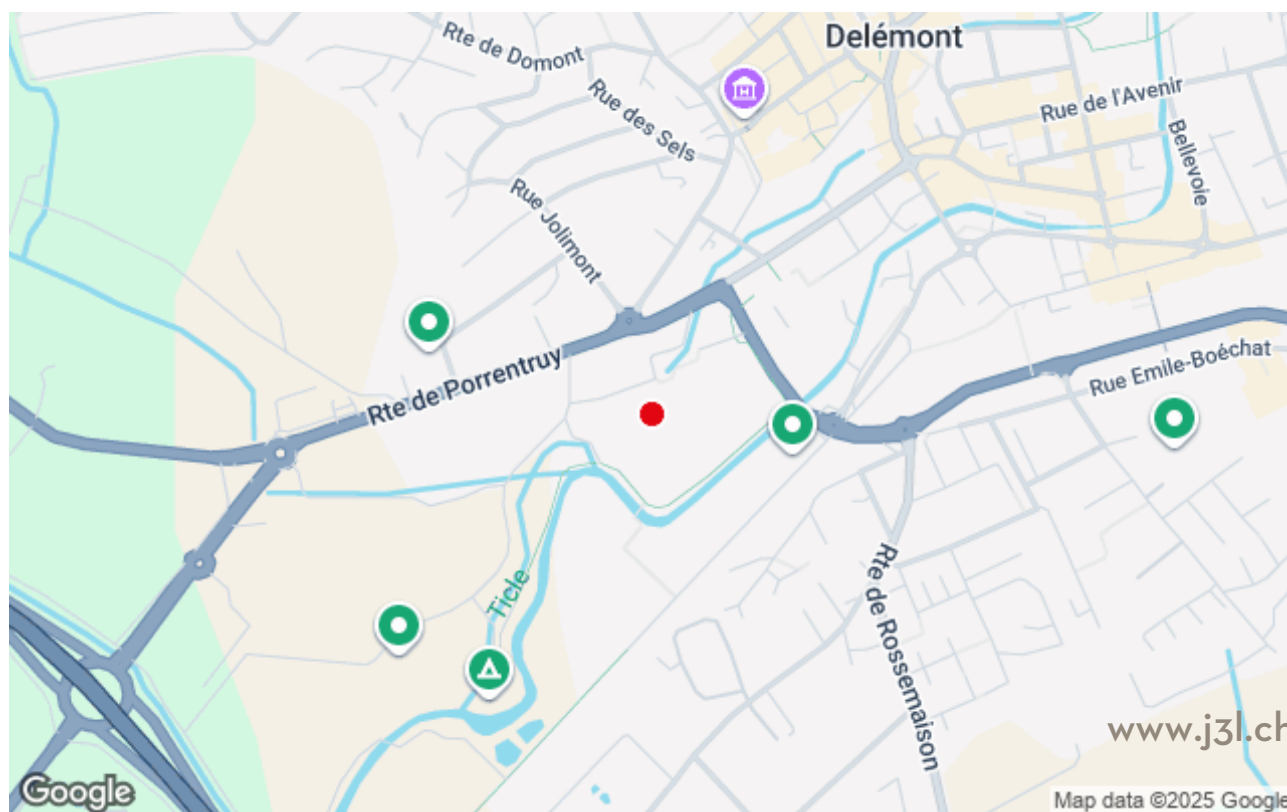 Delémont
Rte de Domont
Rue de l'Avenir
Rue des Sels
Bellevoie
Rue Jolimont
Rte de Porrentruy
Rue Emile-Boéchat
Ticle
Rte de Rossemaison
www.j3l.ch
Google
Map data ©2025 Google